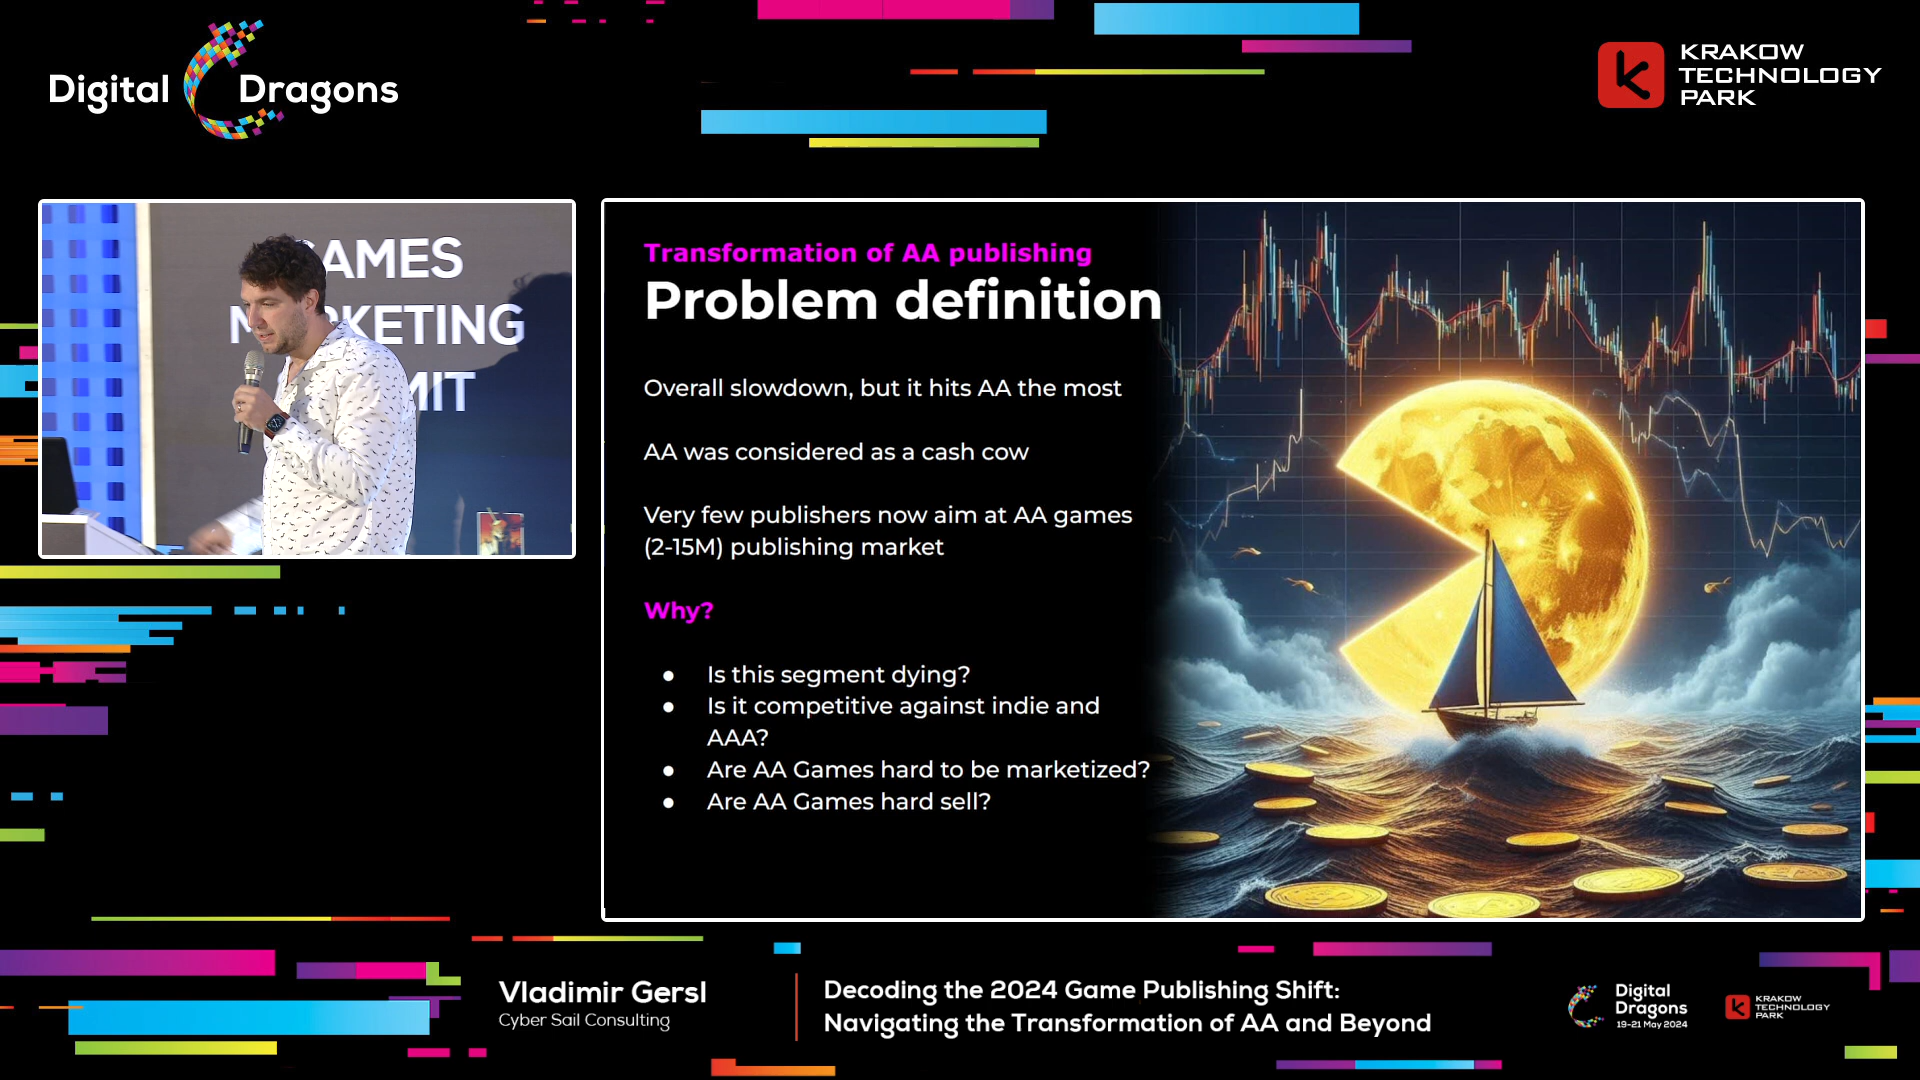 Digital Dragons
KRAKOW
TECHNOLOGY
PARK
AMES
KETING
MIT
Transformation of AA publishing
Problem definition
Overall slowdown, but it hits AA the most
AA was considered as a cash cow
Very few publishers now aim at AA games
(2-15M) publishing market
Why?
● Is this segment dying?
● Is it competitive against indie and
AAA?
● Are AA Games hard to be marketized?
● Are AA Games hard sell?
Vladimir Gersl
Cyber Sail Consulting
Decoding the 2024 Game Publishing Shift:
Navigating the Transformation of AA and Beyond
Digital
Dragons
19-21 May 2024
KRAKOW
TECHNOLOGY
PARK